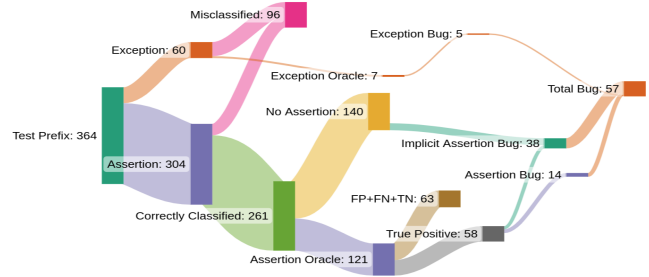 Misclassified: 96
Exception Bug: 5
Exception: 60
Exception Oracle: 7
Total Bug: 57
No Assertion: 140
Test Prefix: 364
Implicit Assertion Bug: 38
Assertion: 304
Assertion Bug: 14
FP+FN+TN: 63
Correctly Classified: 261
True Positive: 58
Assertion Oracle: 121